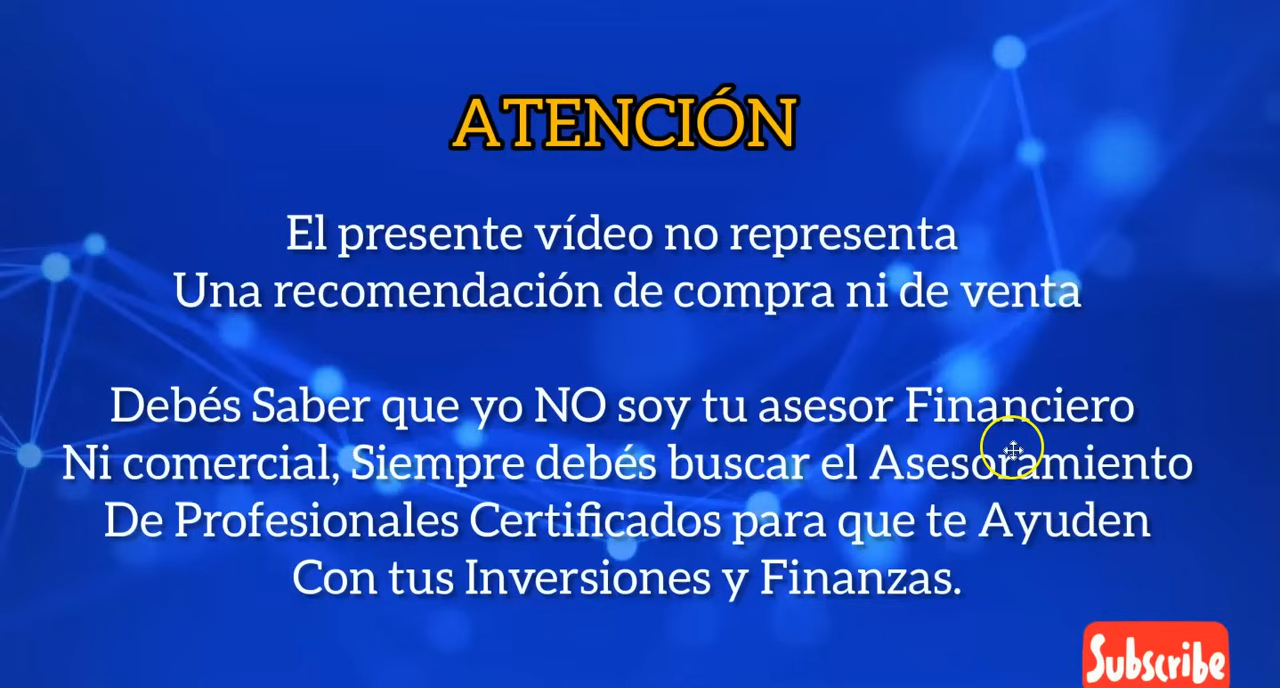 ATENCIÓN
El presente vídeo no representa
Una recomendación de compra ni de venta
Debés Saber que yo NO soy tu asesor Financiero
Ni comercial, Siempre debés buscar el Asesoramiento
De Profesionales Certificados para que te Ayuden
Con tus Inversiones y Finanzas.
Subscribe